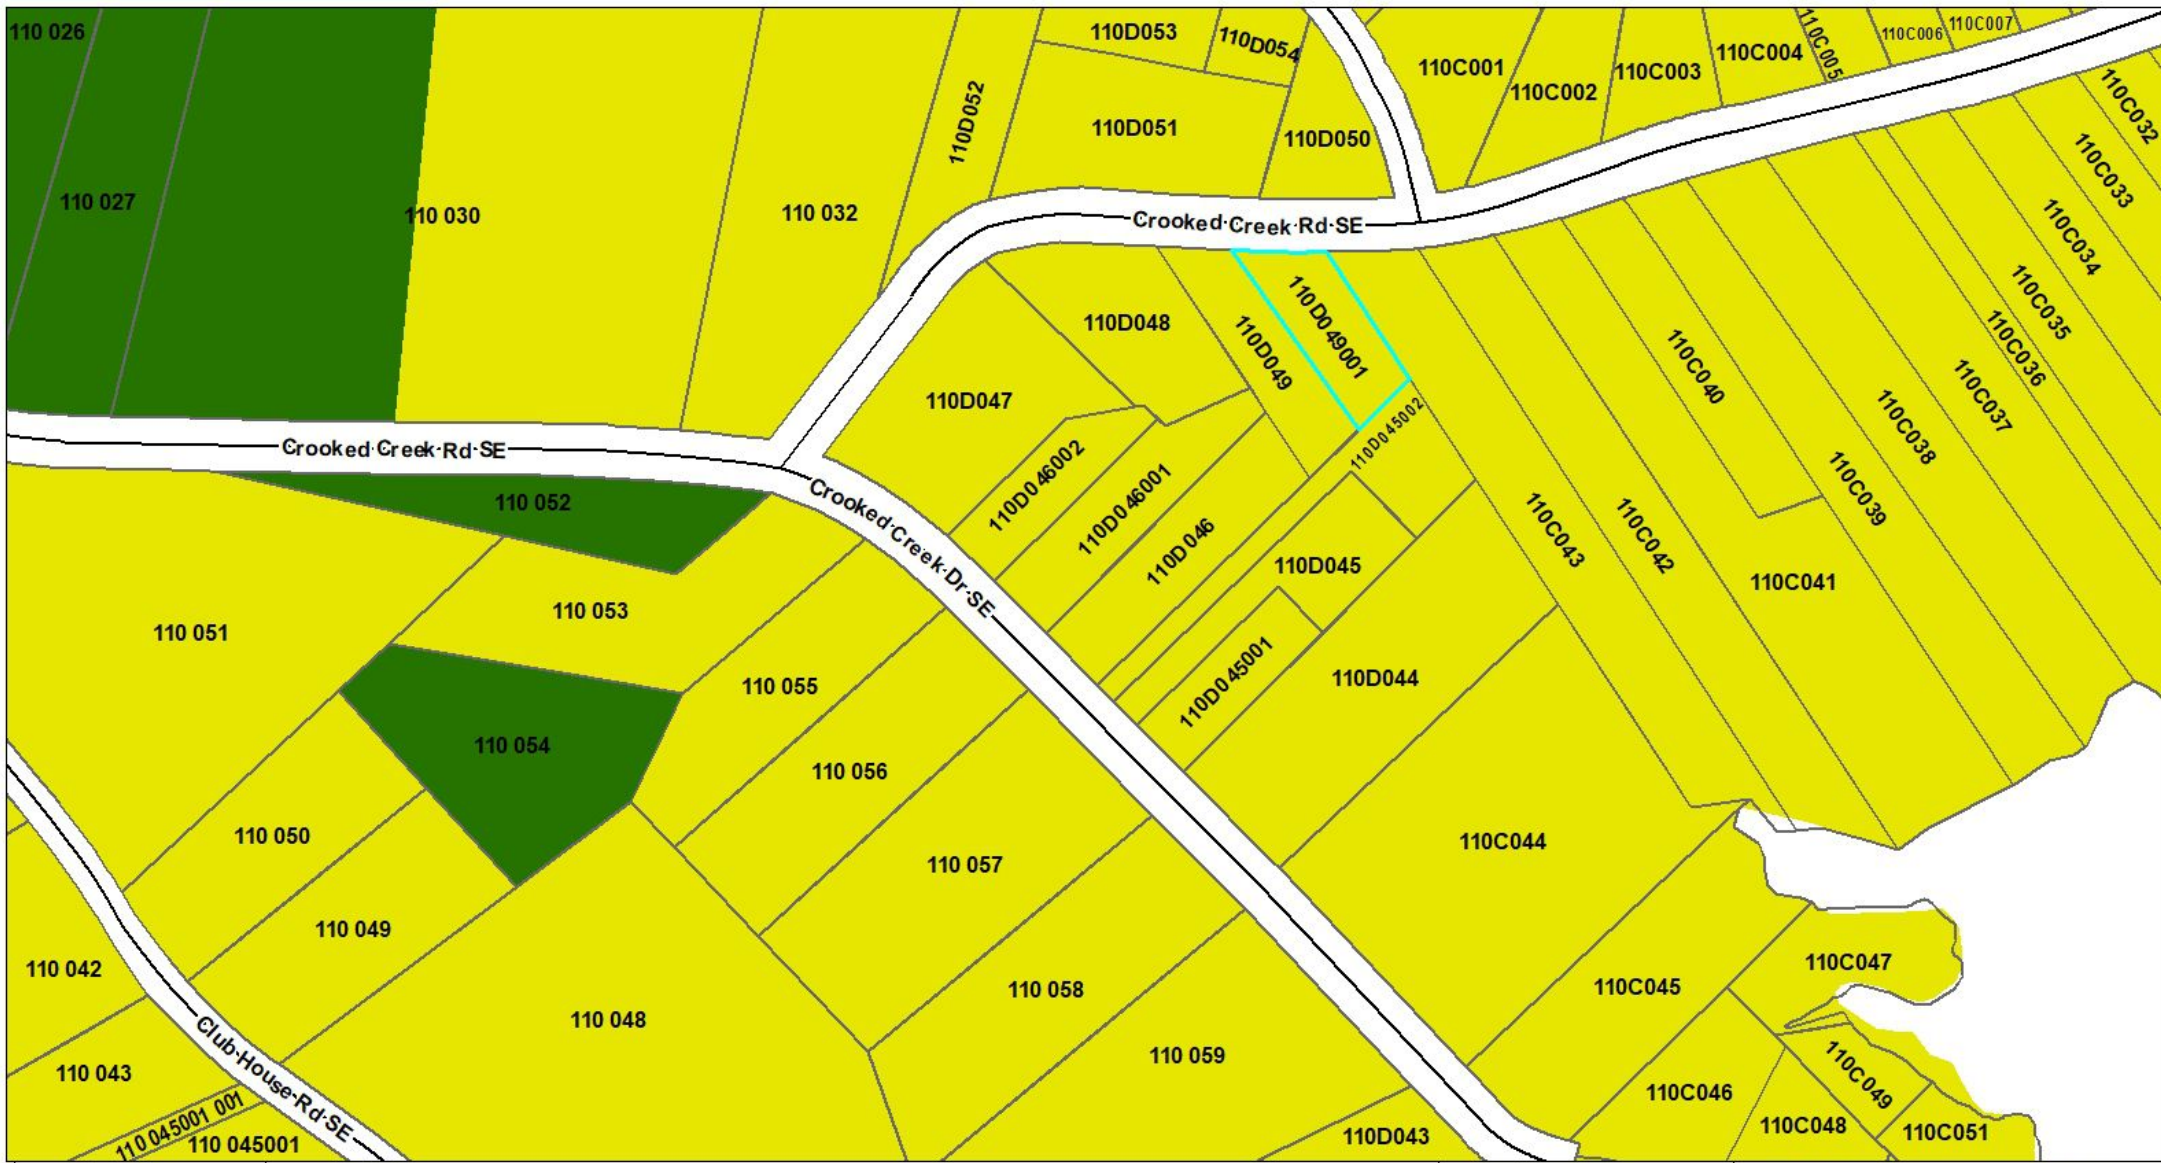 110 026
110D053
110D054
110C001
110C002
110C003
110C004
110C005
110C006
110C007
110C032
110D052
110D051
110D050
110C033
110 027
110 030
110 032
Crooked Creek Rd SE
110C034
110C035
110C036
110D048
110D049001
110D049
110D045002
110C040
110C037
110C038
110D047
110C039
Crooked Creek Rd SE
110 052
Crooked Creek Dr SE
110D046002
110D046001
110D046
110D045
110C043
110C042
110C041
110 051
110 053
110 055
110D045001
110D044
110 054
110 056
110 050
110 057
110C044
110 049
110 042
110 048
110 058
110C045
110C047
110 059
110 043
Club House Rd SE
110C046
110C049
110 045001 001
110 045001
110D043
110C048
110C051